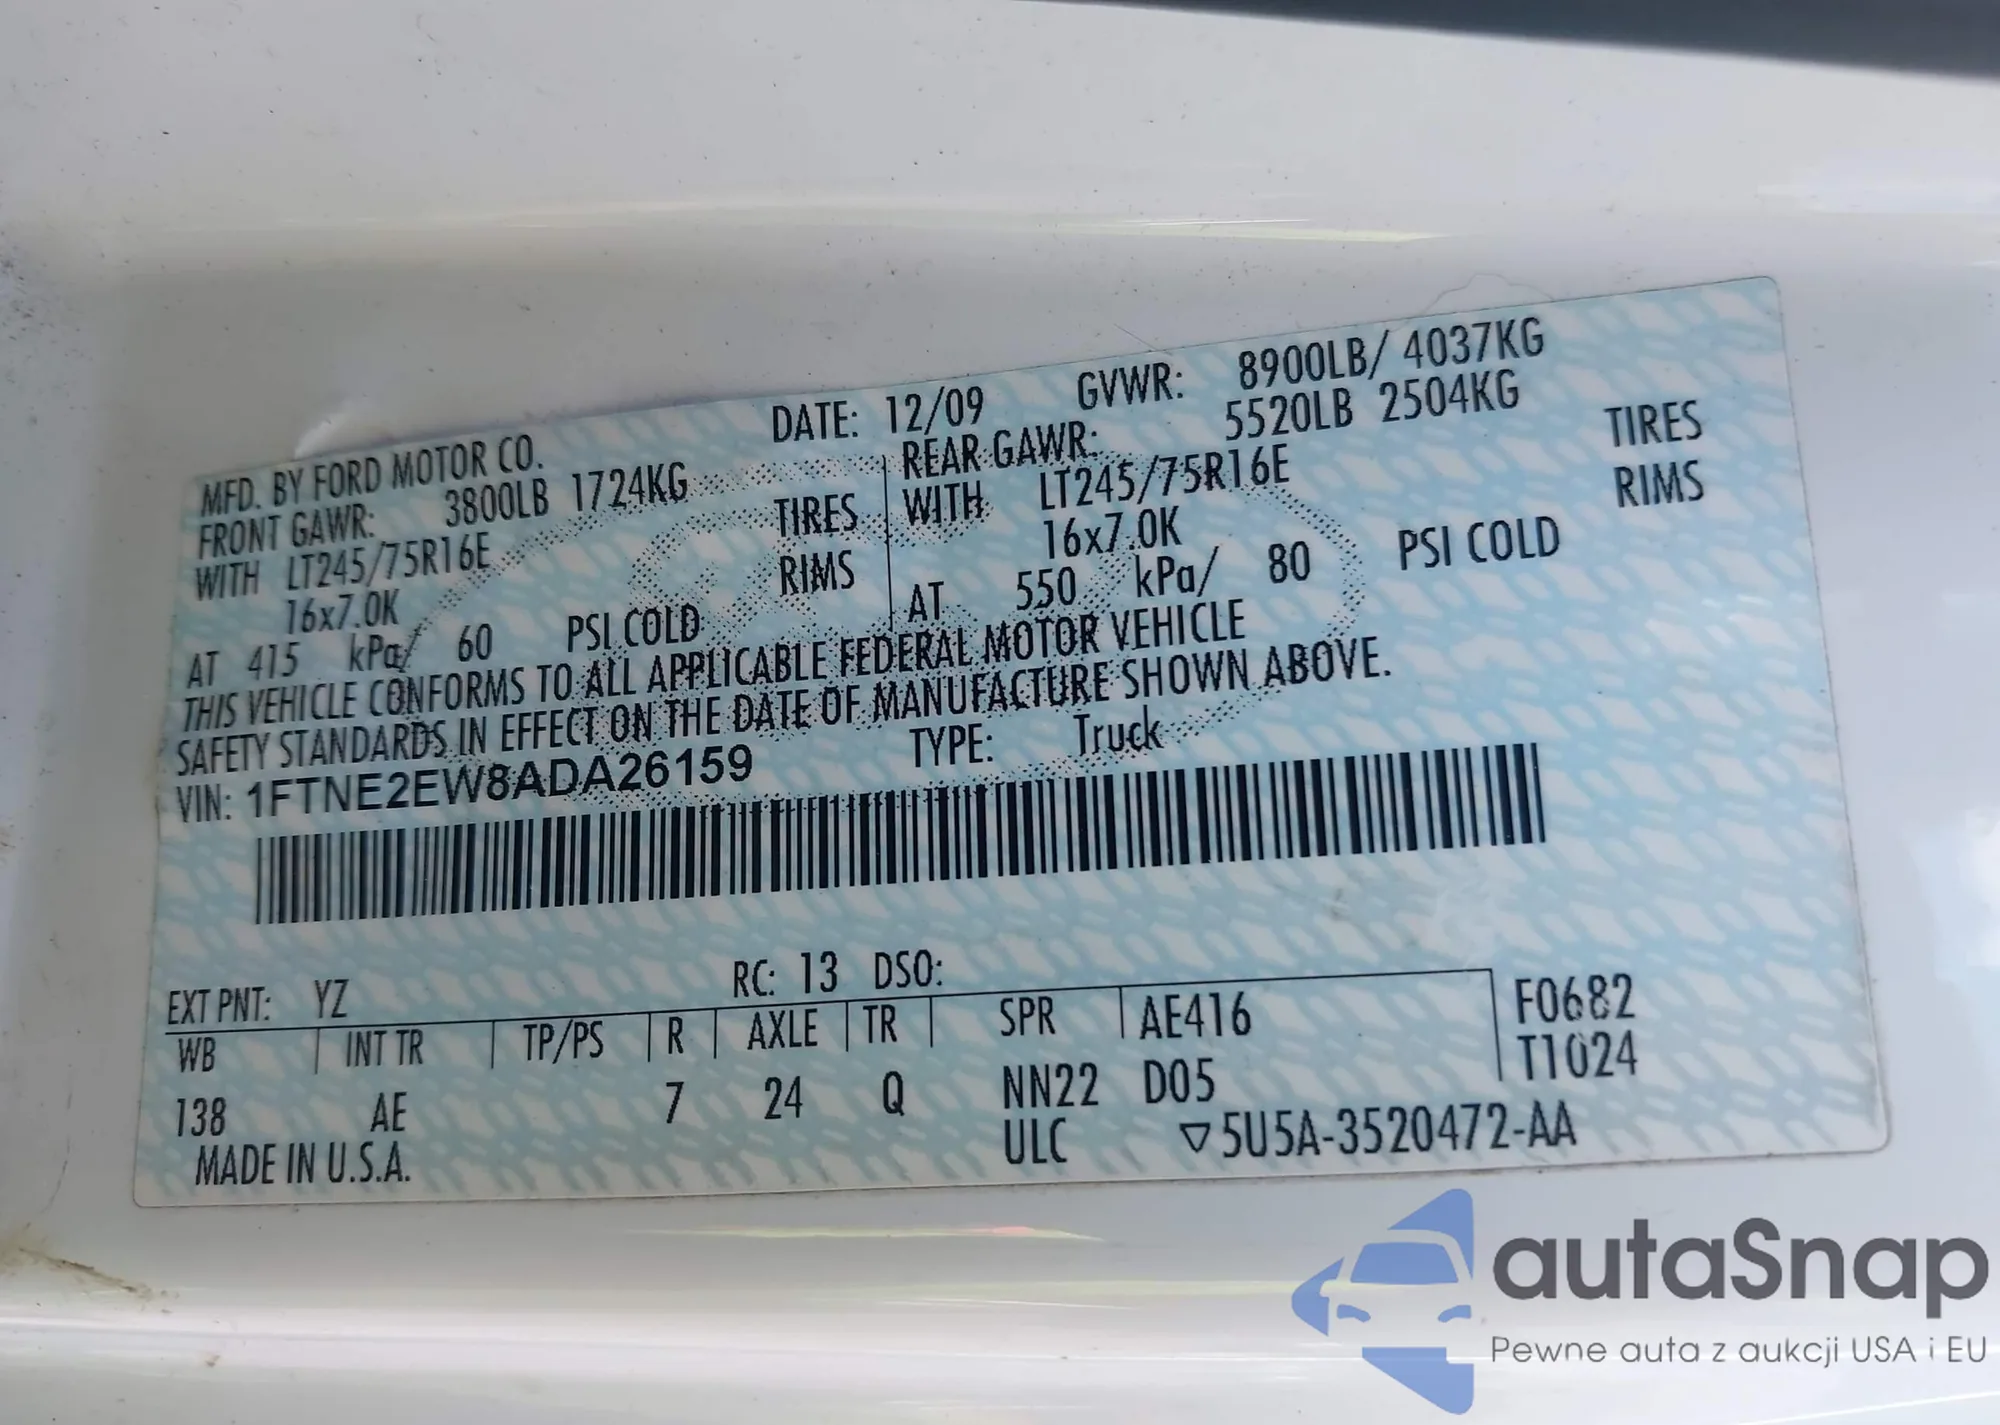 MFD. BY FORD MOTOR CO. DATE: 12/09 GVWR: 8900LB/ 4037KG
FRONT GAWR: 3800LB 1724KG REAR GAWR: 5520LB 2504KG
WITH LT245/75R16E TIRES WITH LT245/75R16E TIRES
16x7.0K RIMS 16x7.0K RIMS
AT 415 kPa/ 60 PSI COLD AT 550 kPa/ 80 PSI COLD
THIS VEHICLE CONFORMS TO ALL APPLICABLE FEDERAL MOTOR VEHICLE
SAFETY STANDARDS IN EFFECT ON THE DATE OF MANUFACTURE SHOWN ABOVE.
VIN: 1FTNE2EW8ADA26159 TYPE: Truck
EXT PNT: YZ RC: 13 DSO:
WB INT TR TP/PS R AXLE TR SPR AE416 F0682
T1024
138 AE 7 24 Q NN22 D05
MADE IN U.S.A. ULC ▽5U5A-3520472-AA
autaSnap
Pewne auta z aukcji USA i EU